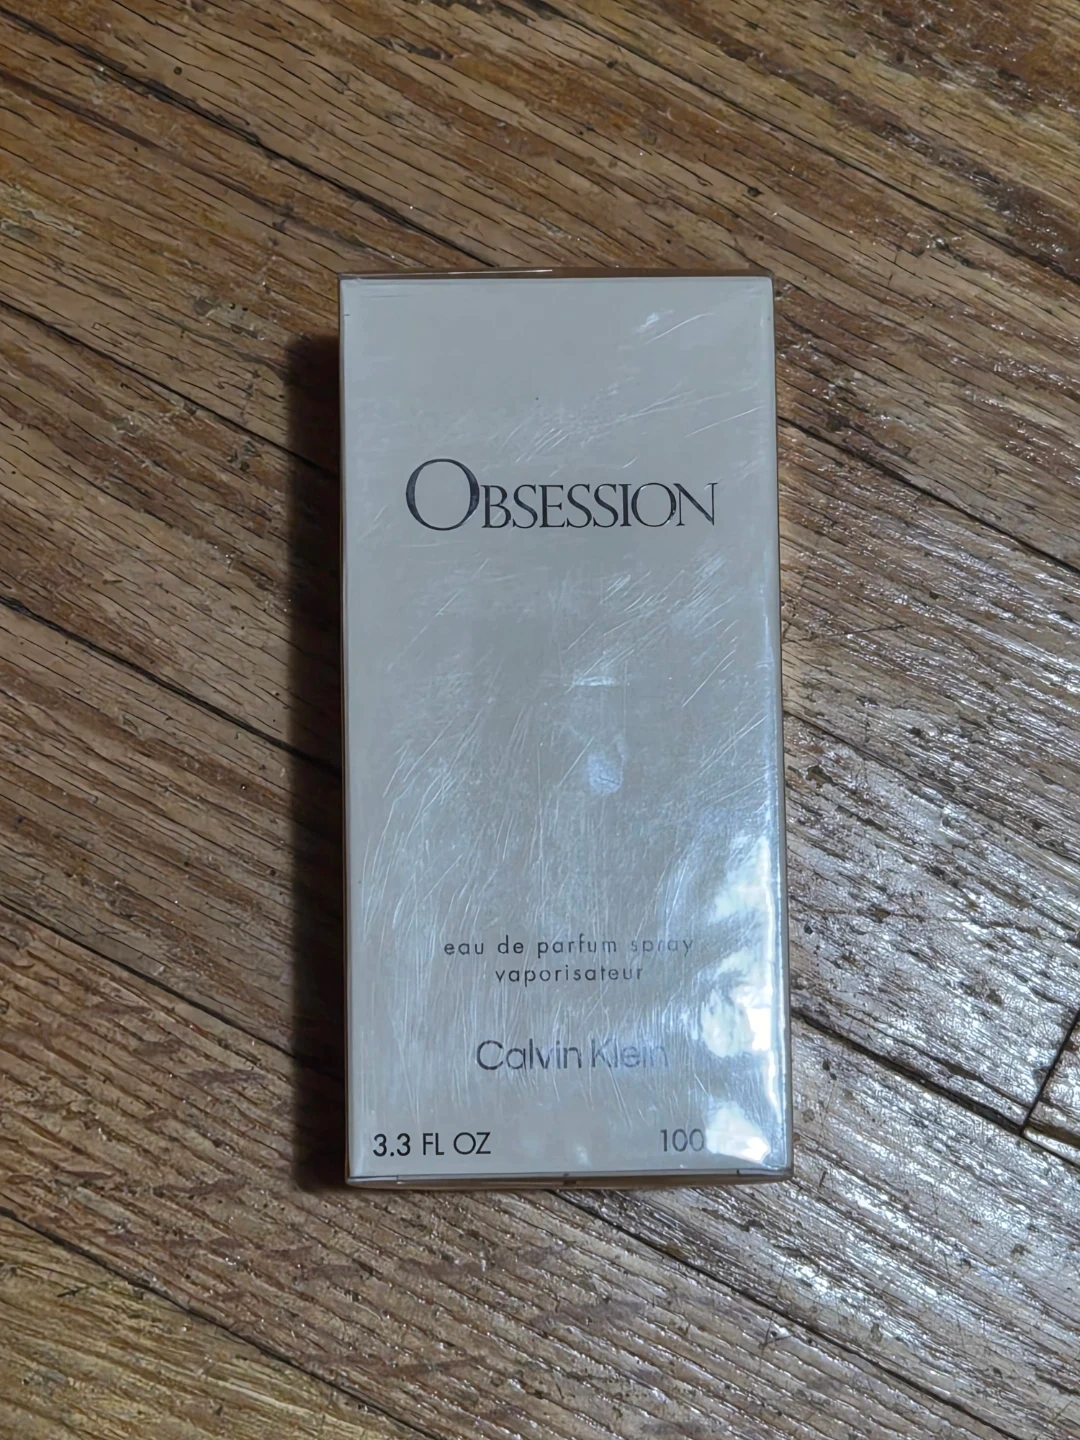 OBSESSION
eau de parfum spray
vaporisateur
Calvin Klein
3.3 FL OZ 100